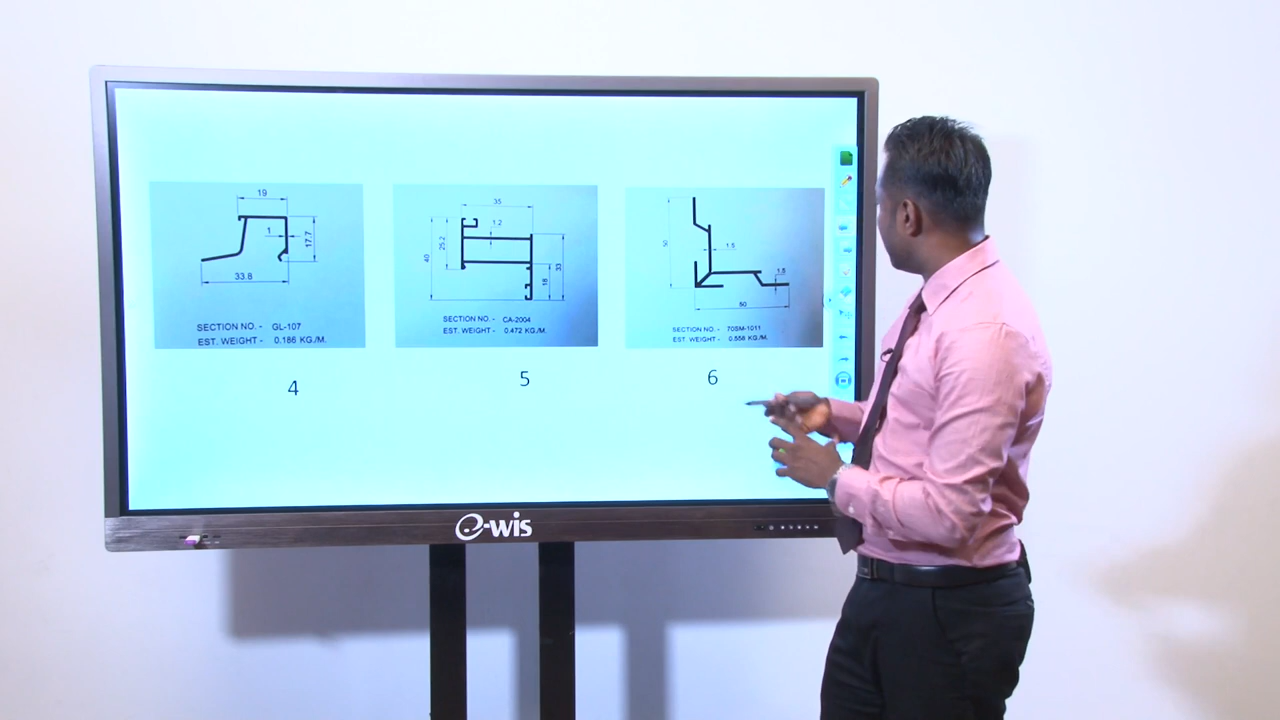 19
1
17.7
33.8
SECTION NO. - GL-107
EST. WEIGHT - 0.186 KG./M.
4
35
1.2
25.2
40
33
18
SECTION NO. - CA-2004
EST. WEIGHT - 0.472 KG./M.
5
50
1.5
1.5
50
SECTION NO. - 70SM-1011
EST. WEIGHT - 0.558 KG./M.
6
e-wis